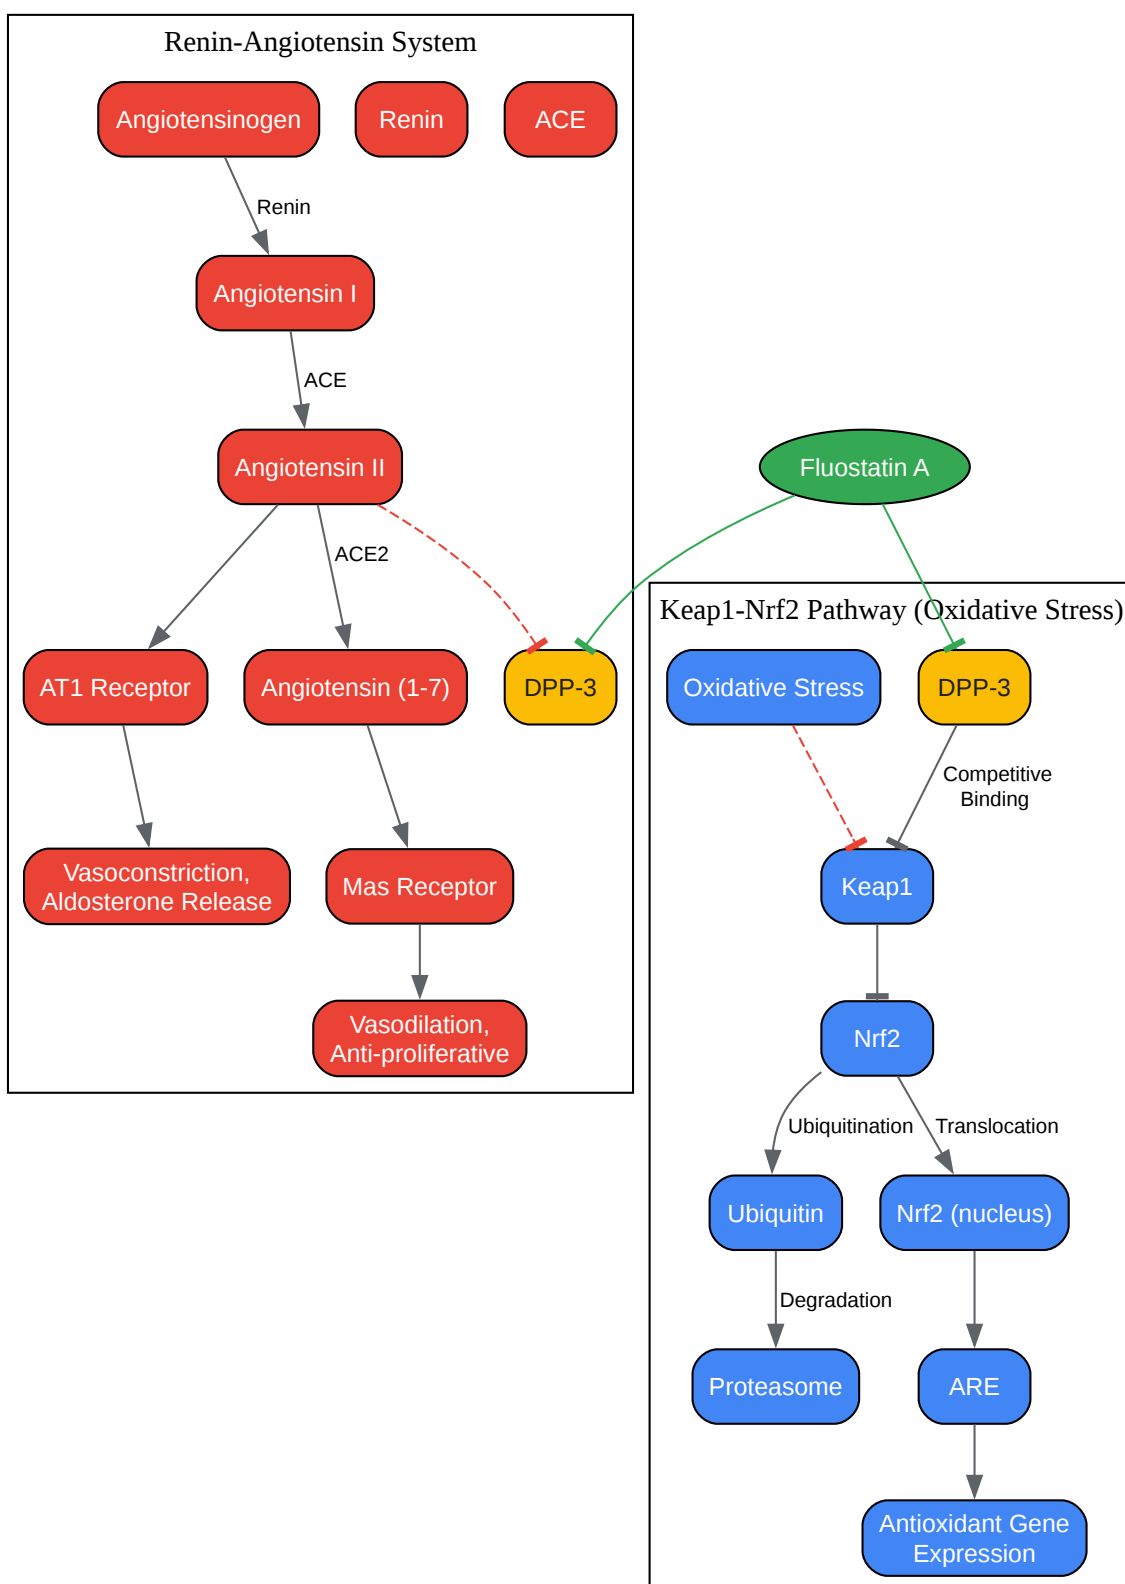 Renin-Angiotensin System
Angiotensinogen
Renin
ACE
Renin
Angiotensin I
ACE
Angiotensin II
ACE2
AT1 Receptor
Angiotensin (1-7)
DPP-3
Vasoconstriction,
Aldosterone Release
Mas Receptor
Vasodilation,
Anti-proliferative
Fluostatin A
Keap1-Nrf2 Pathway (Oxidative Stress)
Oxidative Stress
DPP-3
Competitive
Binding
Keap1
Nrf2
Ubiquitination
Translocation
Ubiquitin
Nrf2 (nucleus)
Degradation
Proteasome
ARE
Antioxidant Gene
Expression